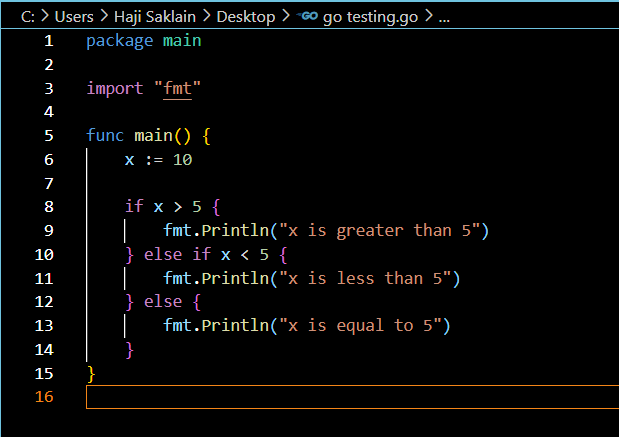 C: > Users > Haji Saklain > Desktop > GO go testing.go > ...
1 package main
2
3 import "fmt"
4
5 func main() {
6     x := 10
7
8     if x > 5 {
9         fmt.Println("x is greater than 5")
10     } else if x < 5 {
11         fmt.Println("x is less than 5")
12     } else {
13         fmt.Println("x is equal to 5")
14     }
15 }
16